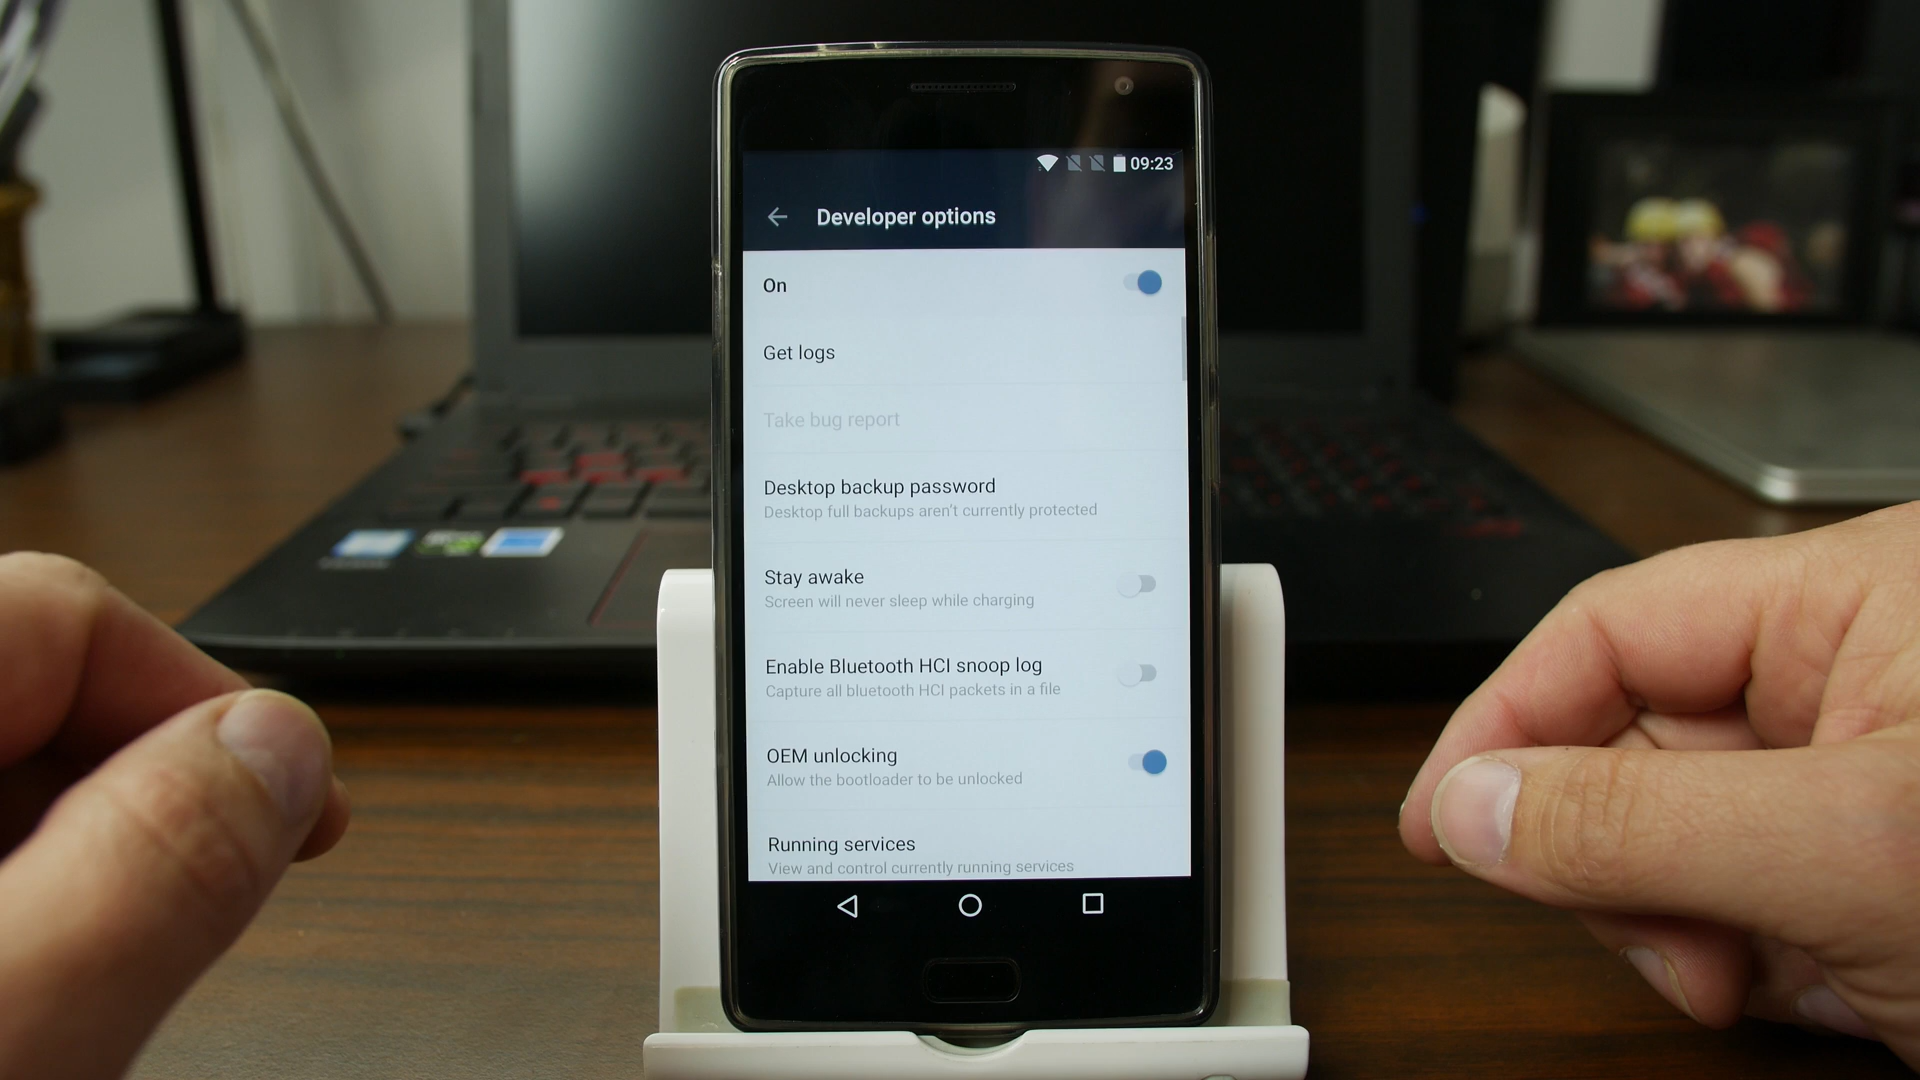 09:23
Developer options
On
Get logs
Take bug report
Desktop backup password
Desktop full backups aren't currently protected
Stay awake
Screen will never sleep while charging
Enable Bluetooth HCI snoop log
Capture all bluetooth HCI packets in a file
OEM unlocking
Allow the bootloader to be unlocked
Running services
View and control currently running services